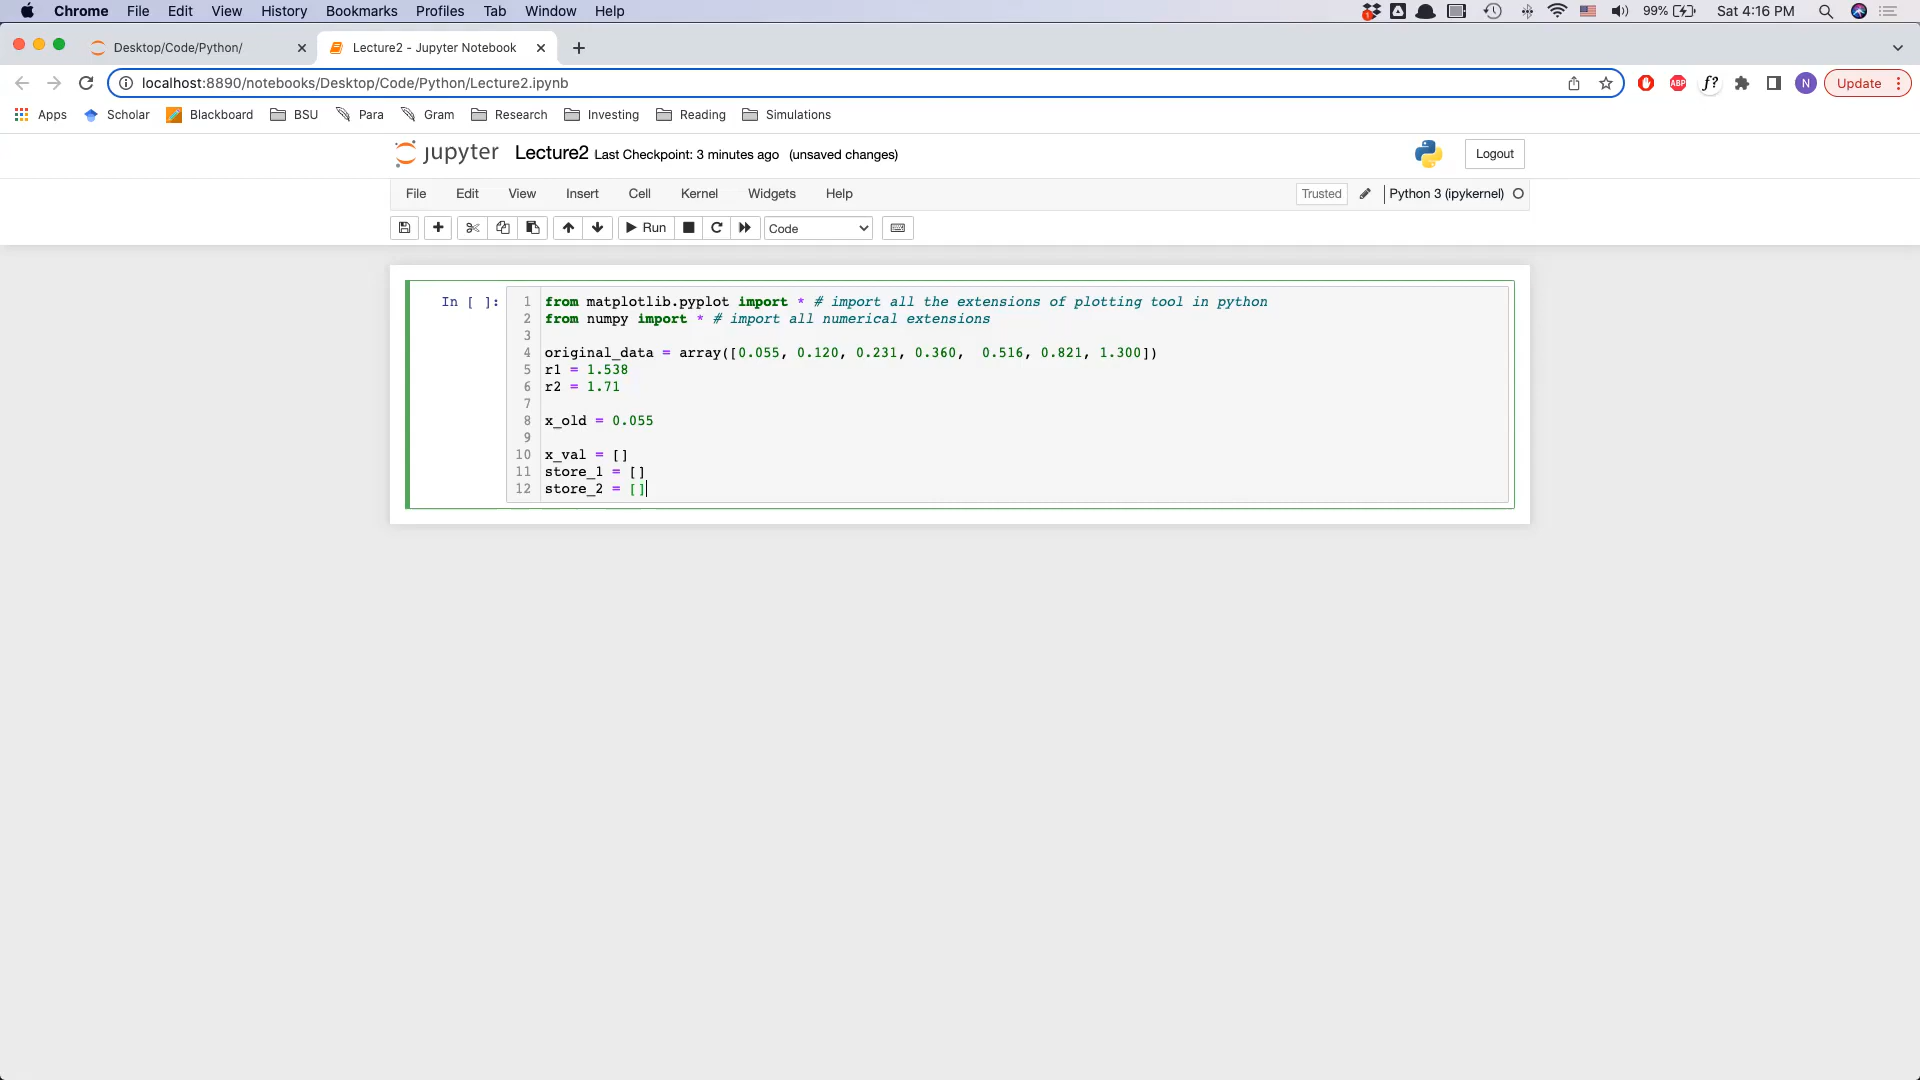 Chrome File Edit View History Bookmarks Profiles Tab Window Help 99% Sat 4:16 PM
Desktop/Code/Python/ Lecture2 - Jupyter Notebook
localhost:8890/notebooks/Desktop/Code/Python/Lecture2.ipynb ABP f? N Update
Apps Scholar Blackboard BSU Para Gram Research Investing Reading Simulations
jupyter Lecture2 Last Checkpoint: 3 minutes ago (unsaved changes) Logout
File Edit View Insert Cell Kernel Widgets Help Trusted Python 3 (ipykernel)
Run Code
In [ ]: 1 from matplotlib.pyplot import * # import all the extensions of plotting tool in python
2 from numpy import * # import all numerical extensions
3
4 original_data = array([0.055, 0.120, 0.231, 0.360,  0.516, 0.821, 1.300])
5 r1 = 1.538
6 r2 = 1.71
7
8 x_old = 0.055
9
10 x_val = []
11 store_1 = []
12 store_2 = []